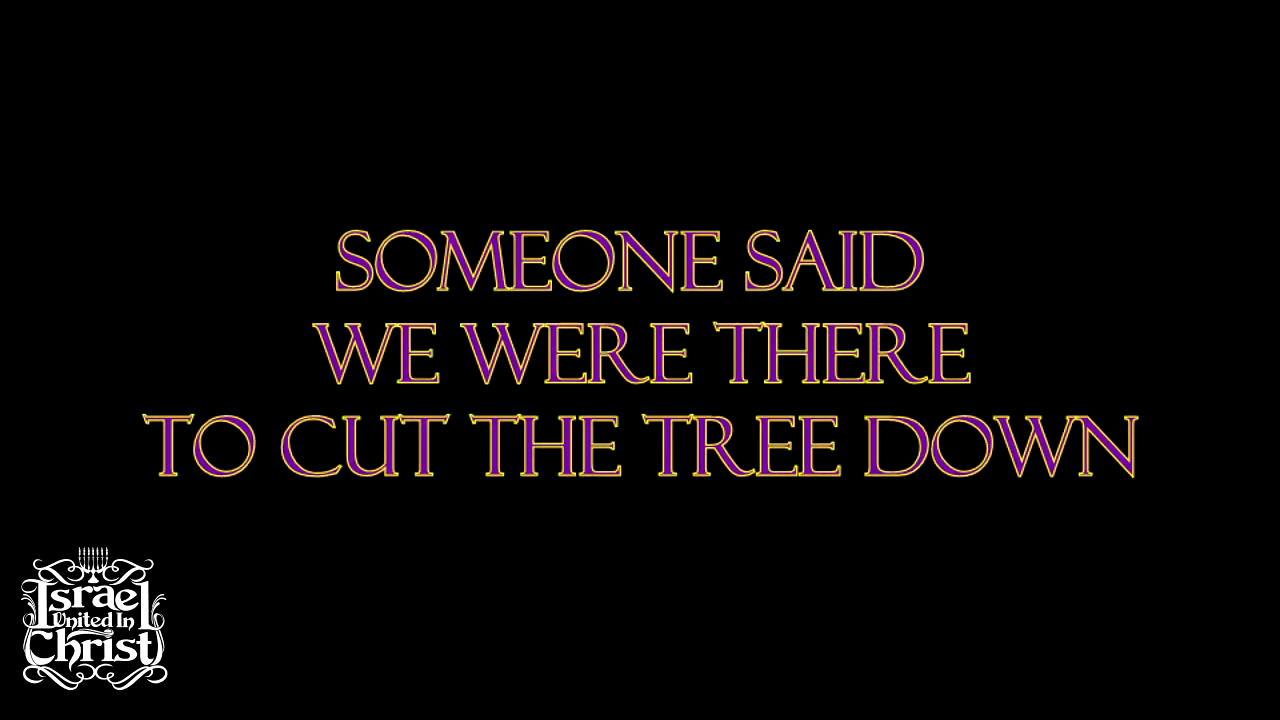 SOMEONE SAID
WE WERE THERE
TO CUT THE TREE DOWN
Israel
United In
Christ